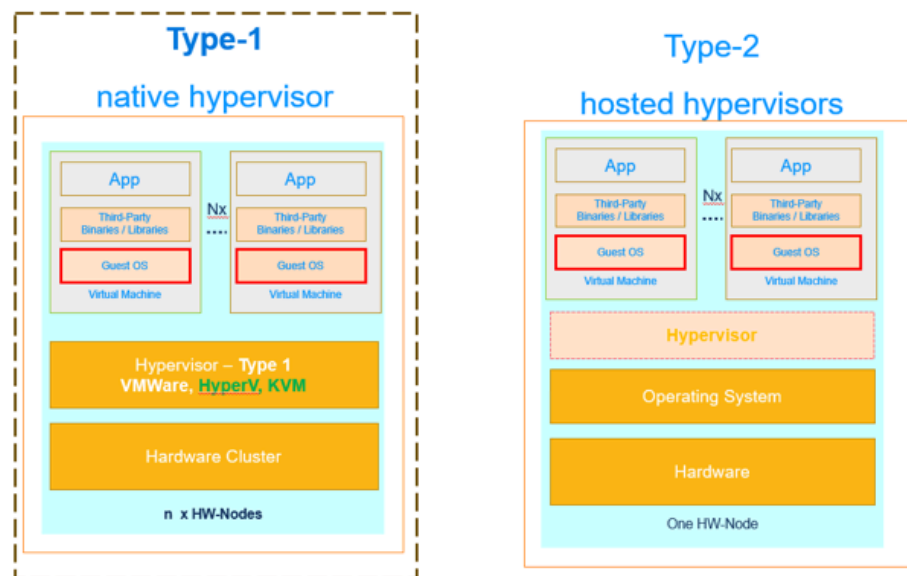 Type-1
native hypervisor
App
Third-Party
Binaries / Libraries
Guest OS
Virtual Machine
Nx
....
App
Third-Party
Binaries / Libraries
Guest OS
Virtual Machine
Hypervisor – Type 1
VMWare, HyperV, KVM
Hardware Cluster
n x HW-Nodes
Type-2
hosted hypervisors
App
Third-Party
Binaries / Libraries
Guest OS
Virtual Machine
Nx
....
App
Third-Party
Binaries / Libraries
Guest OS
Virtual Machine
Hypervisor
Operating System
Hardware
One HW-Node